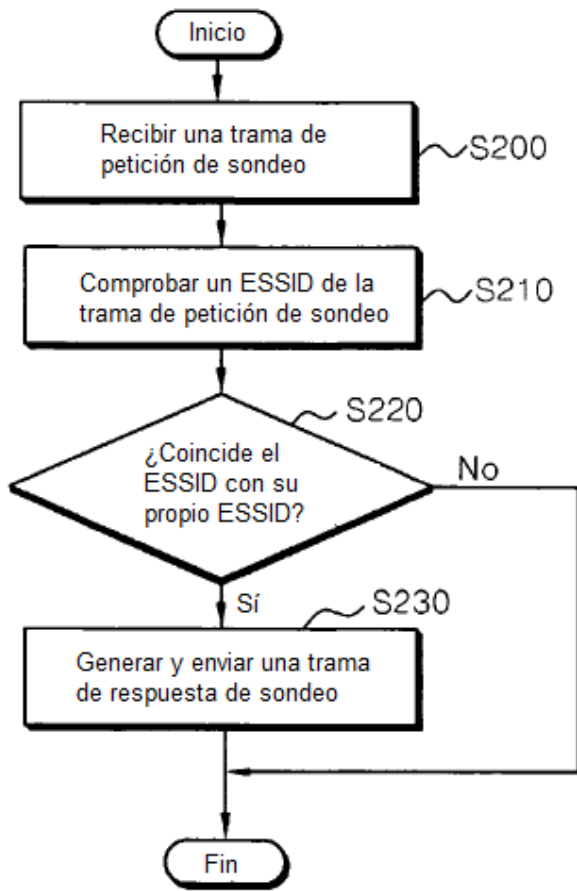 Inicio
Recibir una trama de
petición de sondeo
S200
Comprobar un ESSID de la
trama de petición de sondeo
S210
S220
¿Coincide el
ESSID con su
propio ESSID?
No
Sí
S230
Generar y enviar una trama
de respuesta de sondeo
Fin